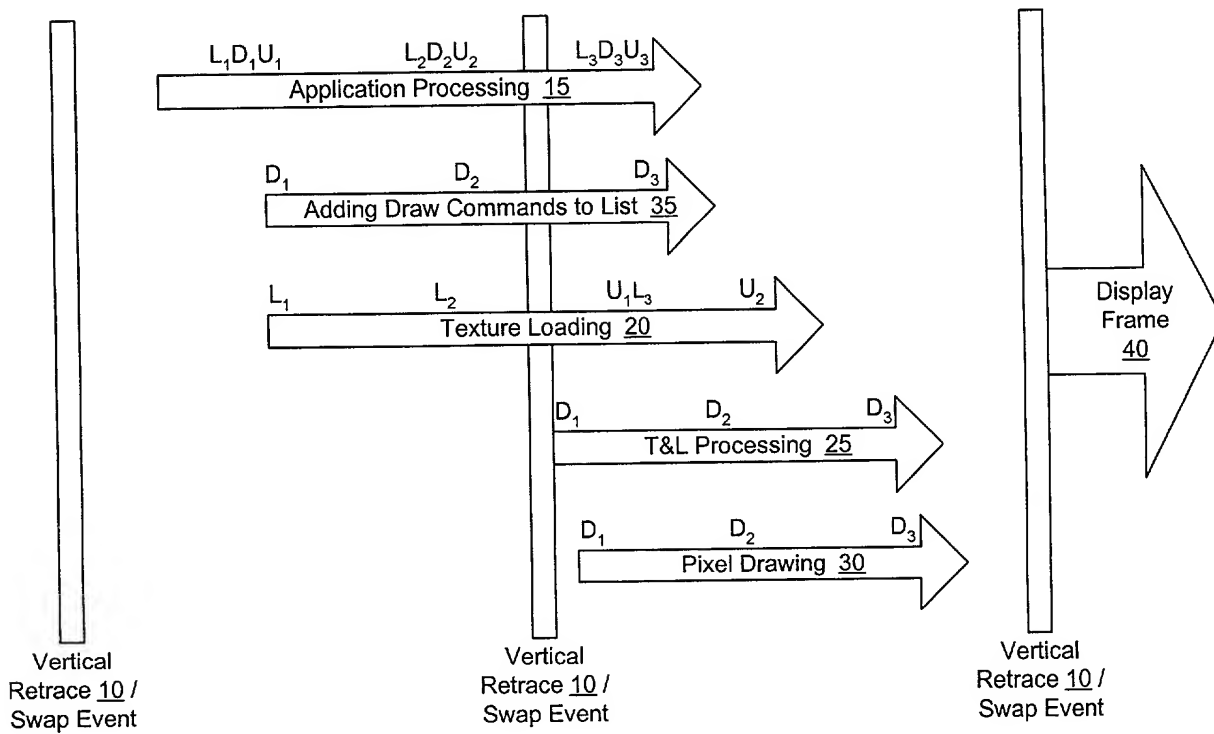 L₁D₁U₁ L₂D₂U₂ L₃D₃U₃
Application Processing 15
D₁ D₂ D₃
Adding Draw Commands to List 35
L₁ L₂ U₁L₃ U₂
Texture Loading 20
Display
Frame
40
D₁ D₂ D₃
T&L Processing 25
D₁ D₂ D₃
Pixel Drawing 30
Vertical
Retrace 10 /
Swap Event
Vertical
Retrace 10 /
Swap Event
Vertical
Retrace 10 /
Swap Event